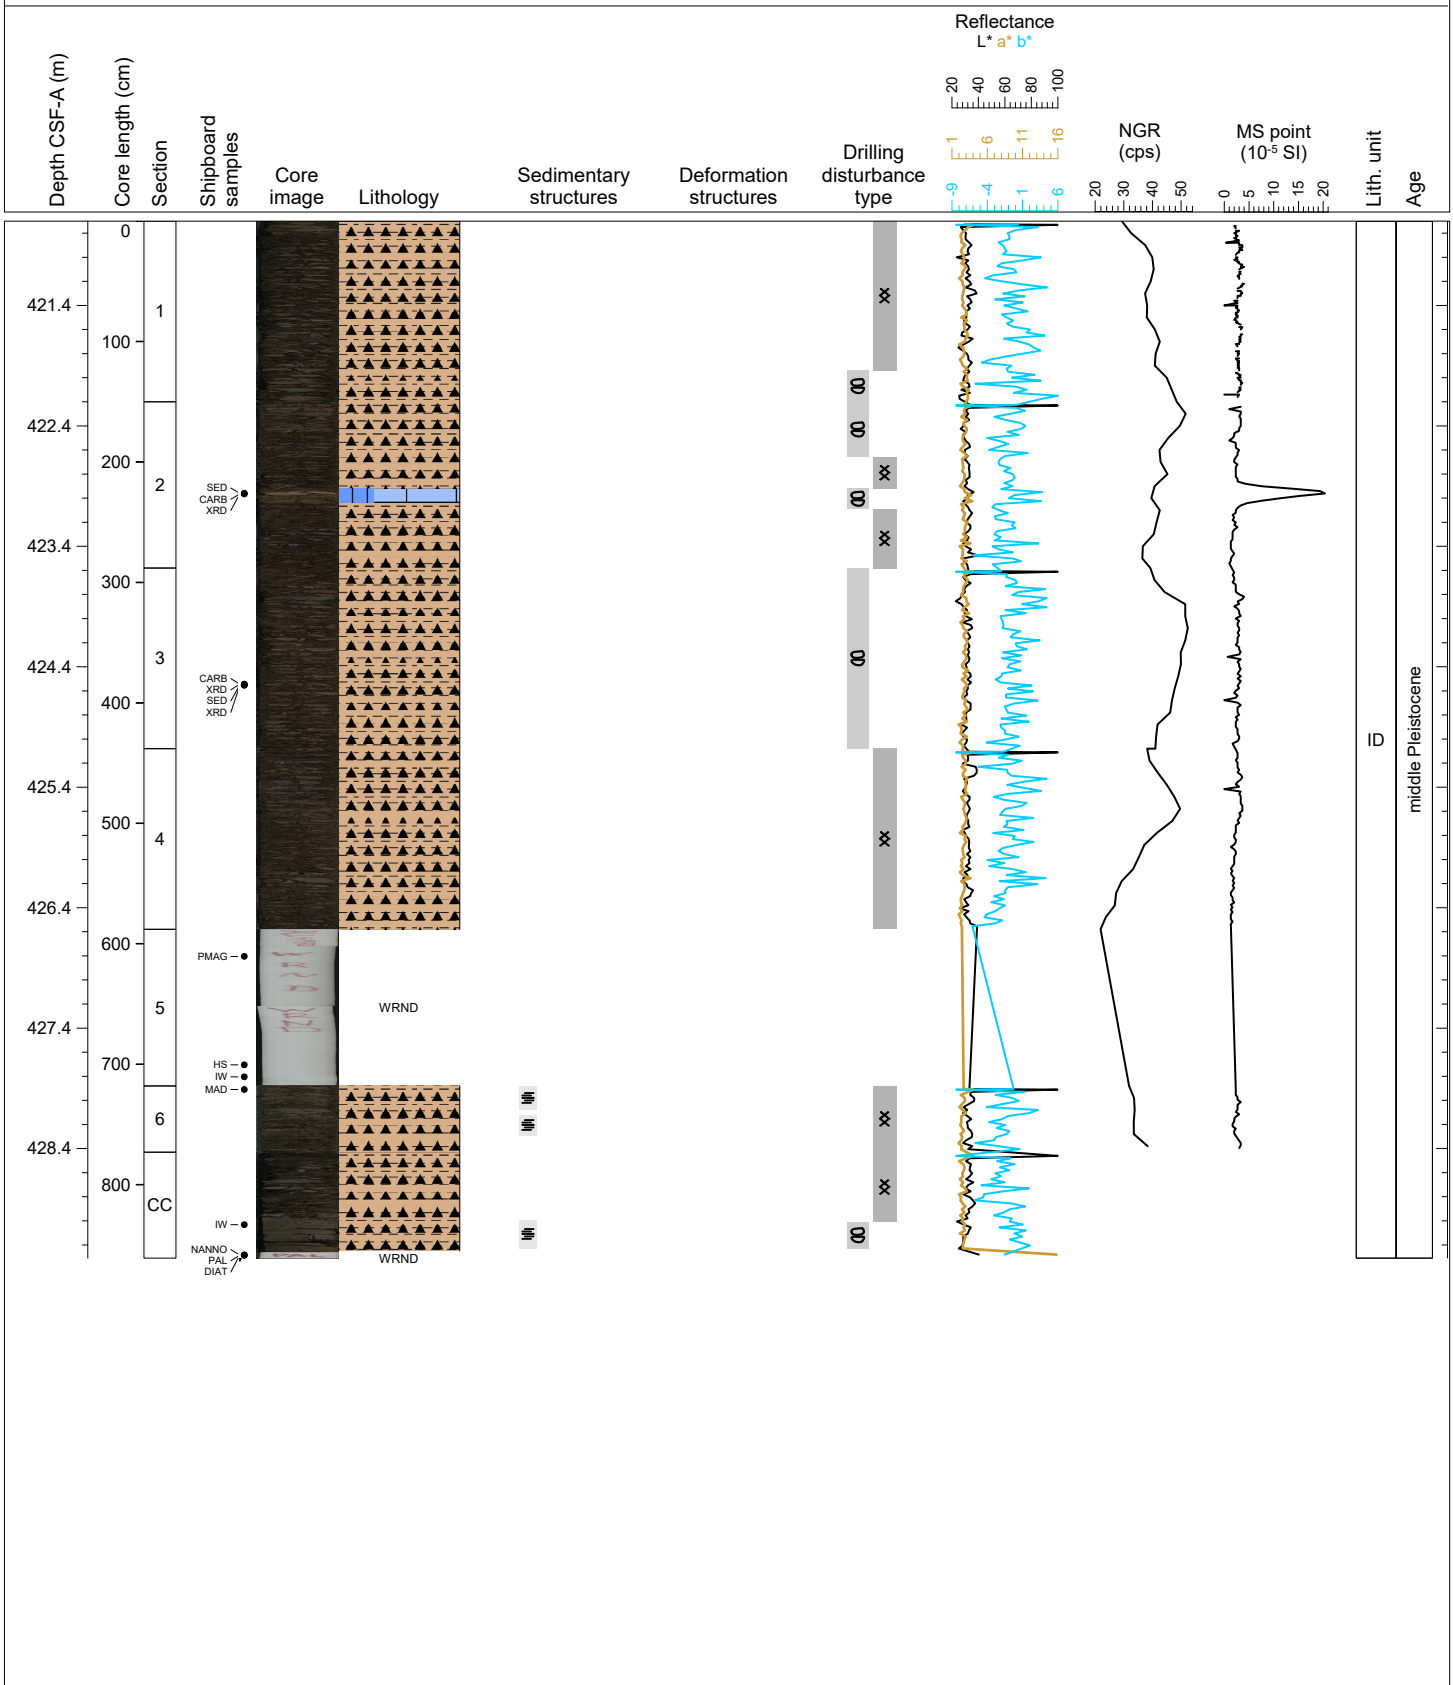 Depth CSF-A (m)
Core length (cm)
Section
Shipboard
samples
Core
image
Lithology
Sedimentary
structures
Deformation
structures
Drilling
disturbance
type
Reflectance
L* a* b*
20 40 60 80 100
1 6 11 16
-9 -4 1 6
NGR
(cps)
20 30 40 50
MS point
(10-5 SI)
0 5 10 15 20
Lith. unit
Age
0
1
421.4
100
422.4
200
2
SED
CARB
XRD
423.4
300
3
424.4
CARB
XRD
SED
XRD
400
ID
middle Pleistocene
425.4
500
4
426.4
600
PMAG
5
WRND
427.4
700
HS
IW
MAD
6
428.4
800
CC
IW
NANNO
PAL
DIAT
WRND